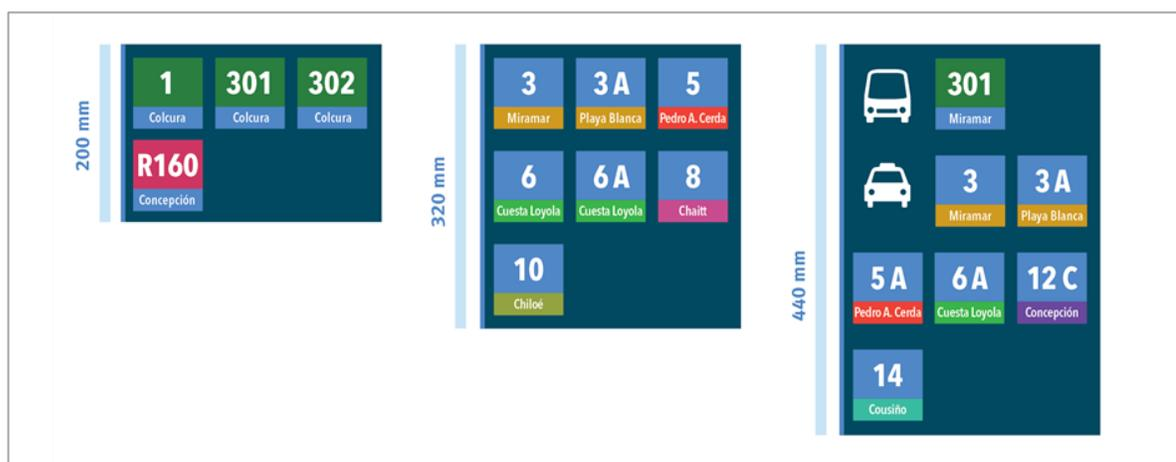 200 mm
1
Colcura
301
Colcura
302
Colcura
R160
Concepción
320 mm
3
Miramar
3 A
Playa Blanca
5
Pedro A. Cerda
6
Cuesta Loyola
6 A
Cuesta Loyola
8
Chaitt
10
Chiloé
440 mm
301
Miramar
3
Miramar
3 A
Playa Blanca
5 A
Pedro A. Cerda
6 A
Cuesta Loyola
12 C
Concepción
14
Cousiño